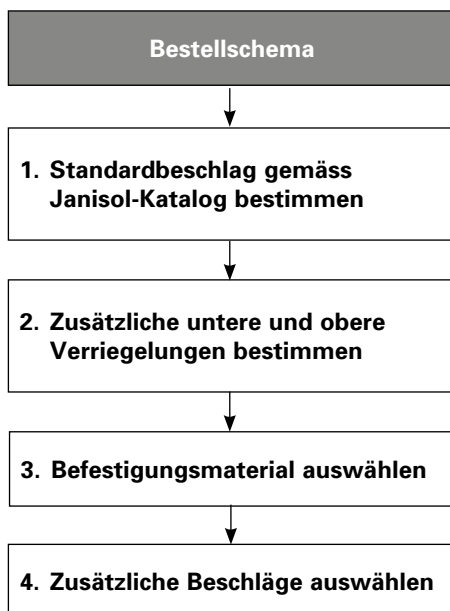 Bestellschema
1. Standardbeschlag gemäss
Janisol-Katalog bestimmen
2. Zusätzliche untere und obere
Verriegelungen bestimmen
3. Befestigungsmaterial auswählen
4. Zusätzliche Beschläge auswählen